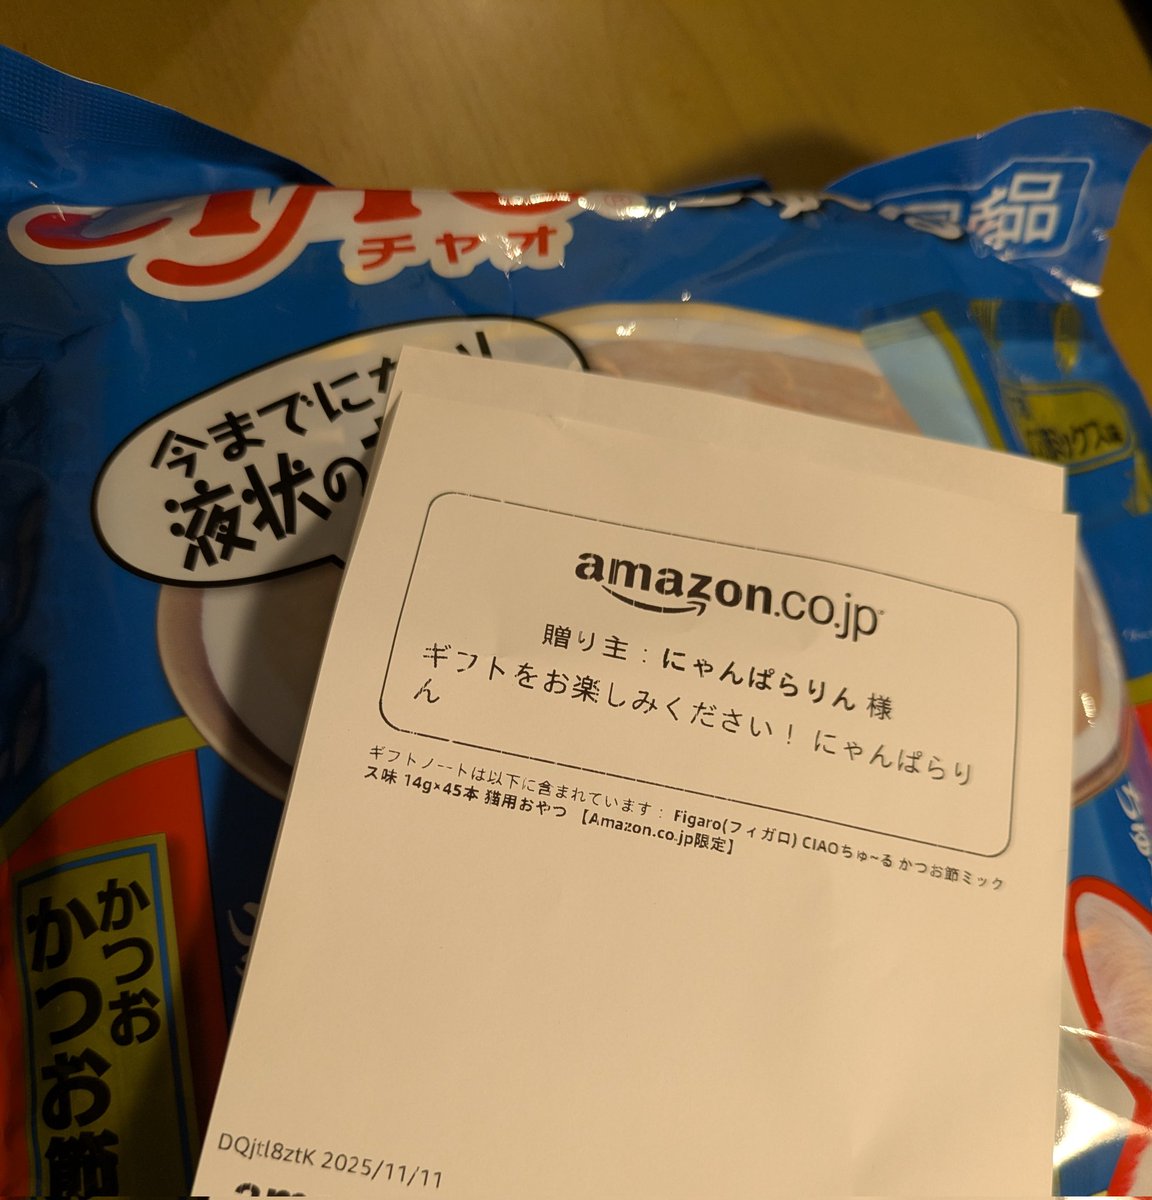 チャオ
品
今までにな
液状の
amazon.co.jp
贈り主：にゃんぱらりん 様
ギフトをお楽しみください！ にゃんぱらり
ん
ギフトノートは以下に含まれています： Figaro(フィガロ) CIAOちゅ~る かつお節ミック
ス味 14g×45本 猫用おやつ 【Amazon.co.jp限定】
かつお
かつお節
ちゅ
DQjtl8ztK 2025/11/11